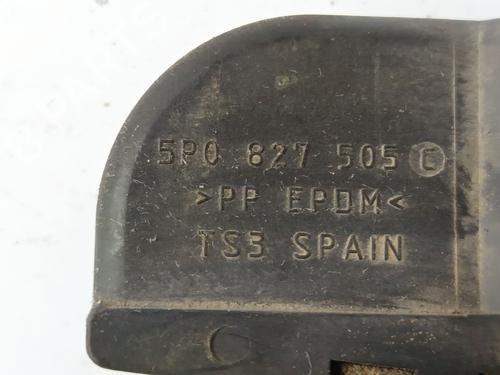 5P0 827 505 C
>PP EPDM<
TS3 SPAIN